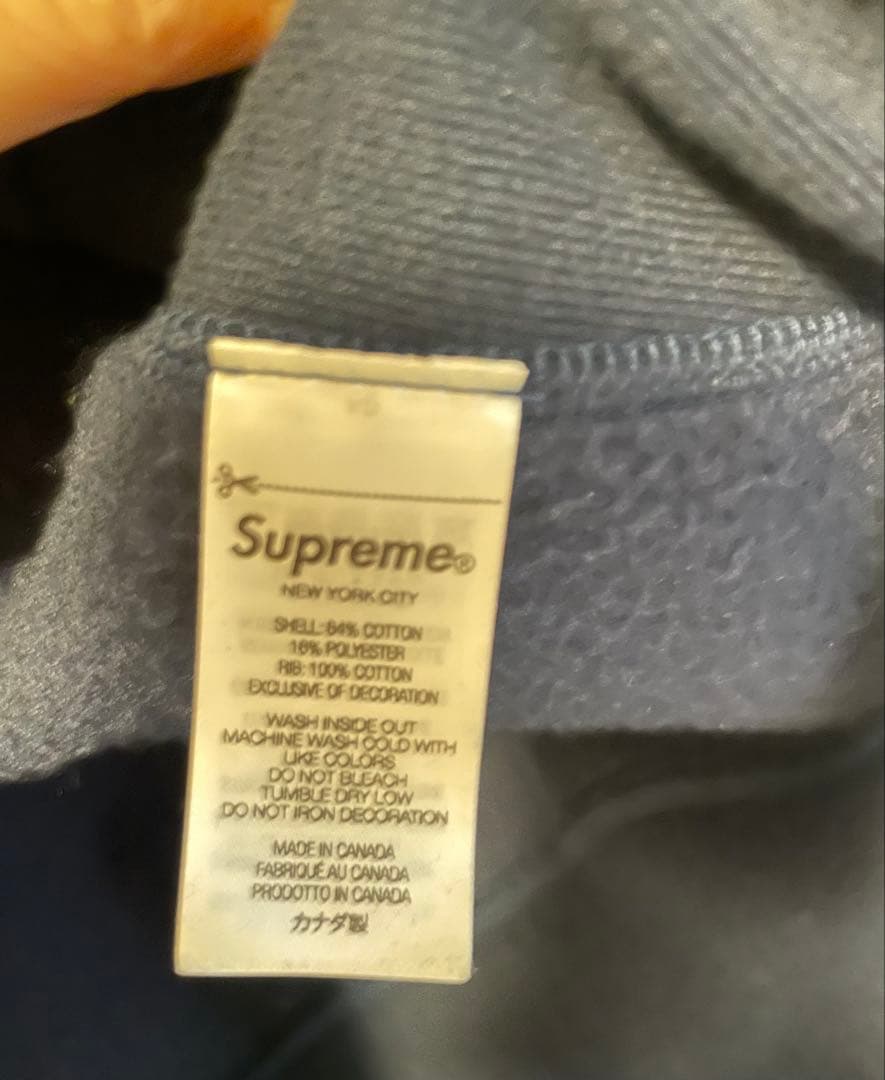 Supreme®
NEW YORK CITY
SHELL: 84% COTTON
16% POLYESTER
RIB: 100% COTTON
EXCLUSIVE OF DECORATION
WASH INSIDE OUT
MACHINE WASH COLD WITH
LIKE COLORS
DO NOT BLEACH
TUMBLE DRY LOW
DO NOT IRON DECORATION
MADE IN CANADA
FABRIQUÉ AU CANADA
PRODOTTO IN CANADA
カナダ製